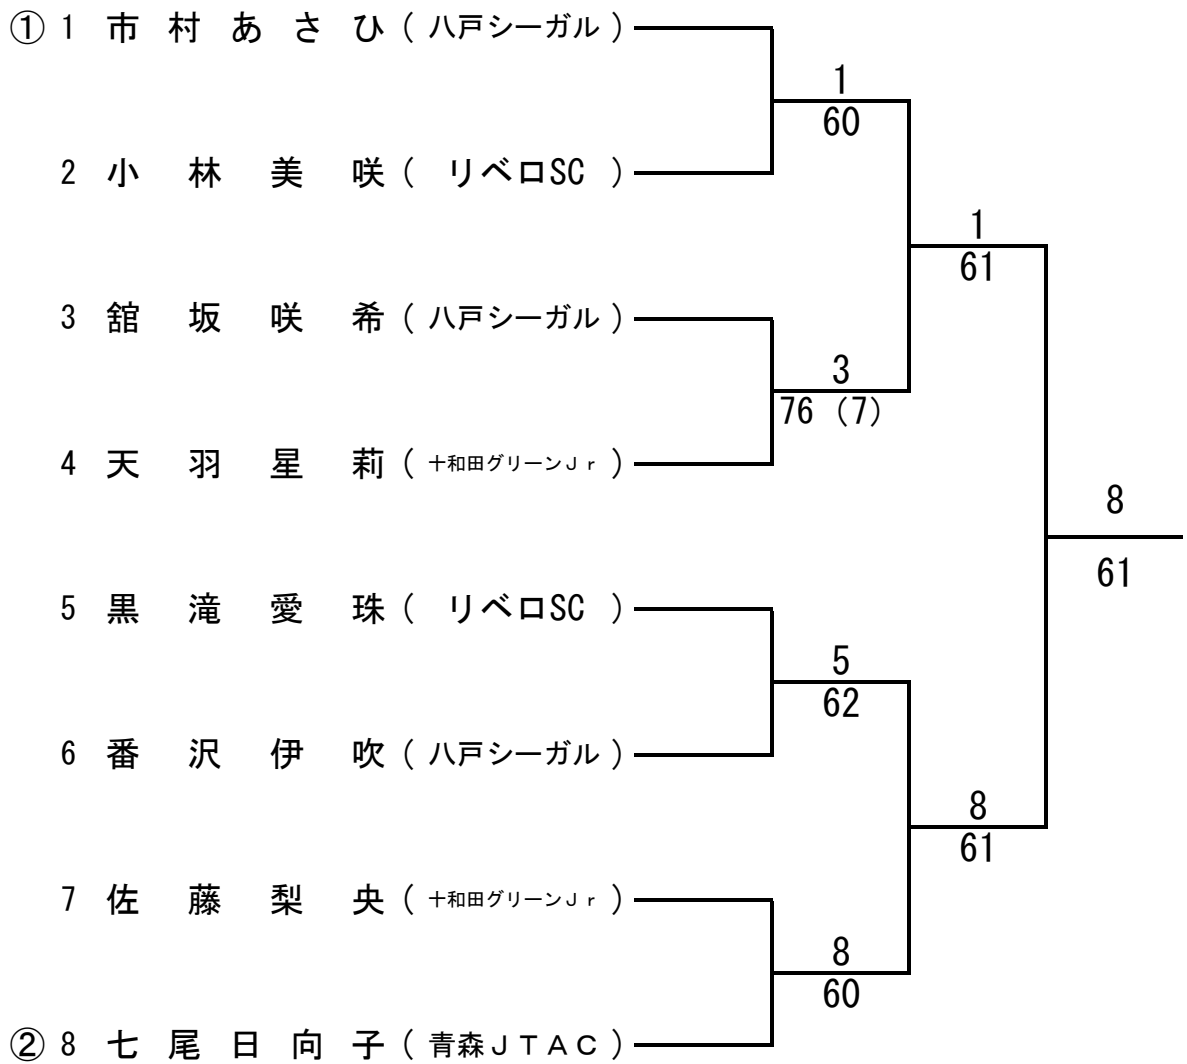 ① 1 市村あさひ ( 八戸シーガル )
1
60
2 小林美咲 ( リベロSC )
1
61
3 舘坂咲希 ( 八戸シーガル )
3
76 (7)
4 天羽星莉 ( 十和田グリーンJr )
8
61
5 黒滝愛珠 ( リベロSC )
5
62
6 番沢伊吹 ( 八戸シーガル )
8
61
7 佐藤梨央 ( 十和田グリーンJr )
8
60
② 8 七尾日向子 ( 青森JTAC )